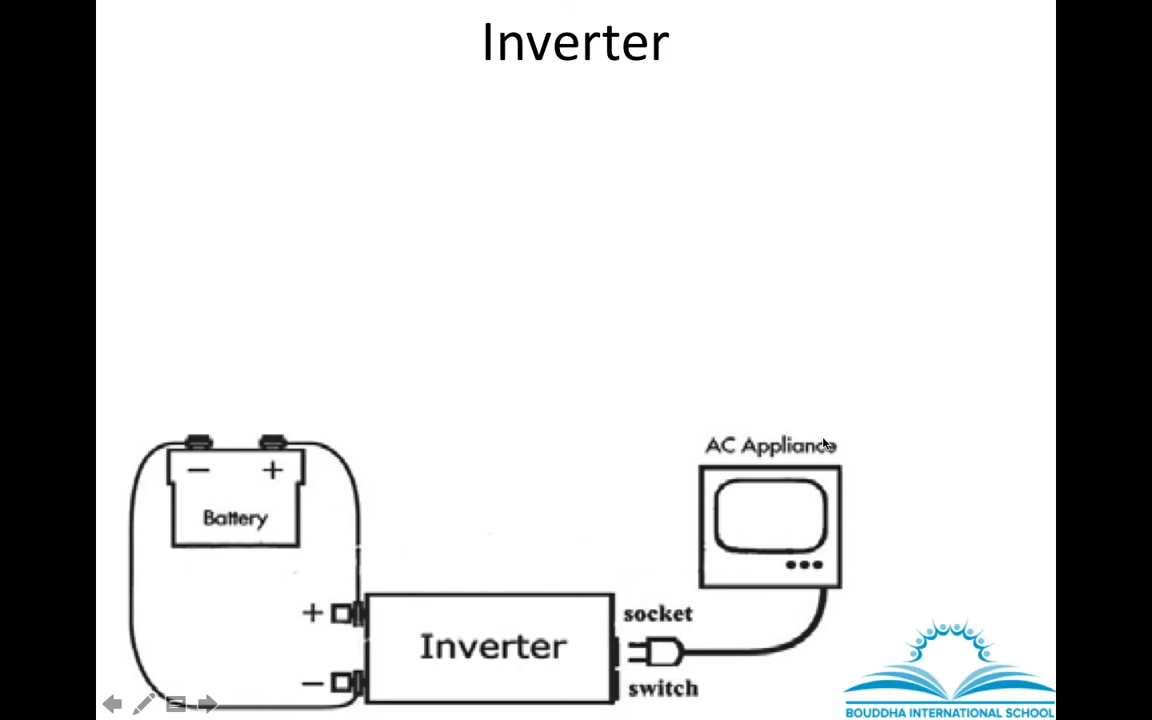 Inverter
AC Appliance
− +
Battery
+
socket
Inverter
−
switch
BOUDDHA INTERNATIONAL SCHOOL